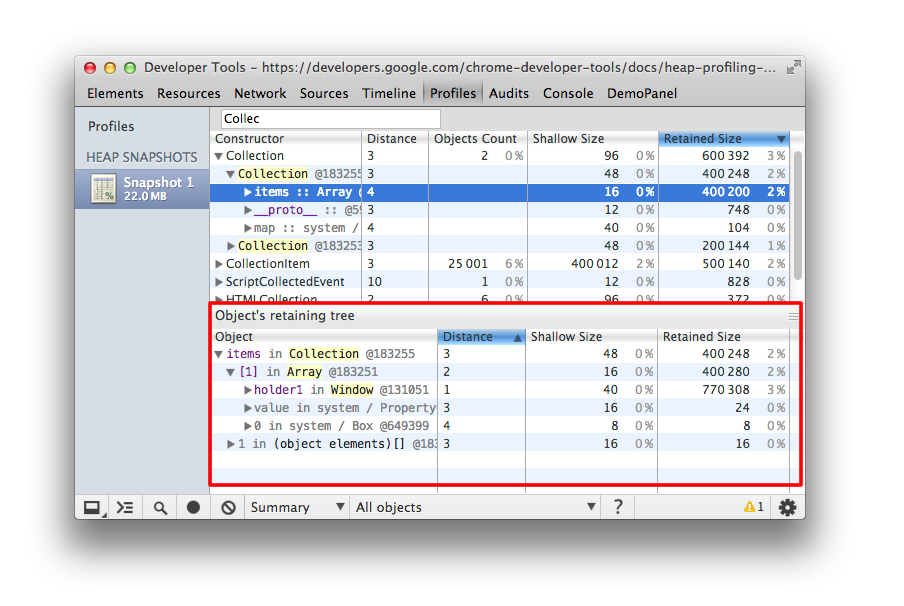 Developer Tools - https://developers.google.com/chrome-developer-tools/docs/heap-profiling-...
Elements Resources Network Sources Timeline Profiles Audits Console DemoPanel
Profiles
HEAP SNAPSHOTS
Snapshot 1
22.0 MB
Collec
Constructor Distance Objects Count Shallow Size Retained Size ▼
▼Collection 3 2 0% 96 0% 600 392 3%
▼Collection @183255 3 48 0% 400 248 2%
▶items :: Array 4 16 0% 400 200 2%
▶__proto__ :: @59 3 12 0% 748 0%
▶map :: system / 4 40 0% 104 0%
▶Collection @183253 3 48 0% 200 144 1%
▶CollectionItem 3 25 001 6% 400 012 2% 500 140 2%
▶ScriptCollectedEvent 10 1 0% 12 0% 828 0%
▶HTMLCollection 2 6 0% 96 0% 372 0%
Object's retaining tree
Object Distance ▲ Shallow Size Retained Size
▼items in Collection @183255 3 48 0% 400 248 2%
▼[1] in Array @183251 2 16 0% 400 280 2%
▶holder1 in Window @131051 1 40 0% 770 308 3%
▶value in system / Property 3 16 0% 24 0%
▶0 in system / Box @649399 4 8 0% 8 0%
▶1 in (object elements)[] @183 3 16 0% 16 0%
Summary ▼ All objects ▼ ? 1